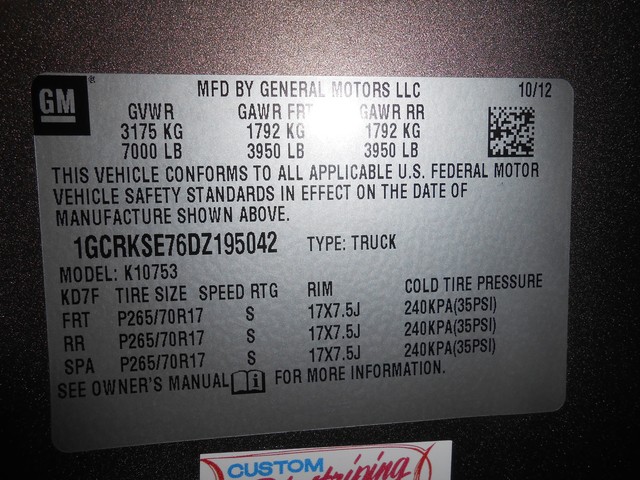 GM
MFD BY GENERAL MOTORS LLC 10/12
GVWR GAWR FRT GAWR RR
3175 KG 1792 KG 1792 KG
7000 LB 3950 LB 3950 LB
THIS VEHICLE CONFORMS TO ALL APPLICABLE U.S. FEDERAL MOTOR
VEHICLE SAFETY STANDARDS IN EFFECT ON THE DATE OF
MANUFACTURE SHOWN ABOVE.
1GCRKSE76DZ195042 TYPE: TRUCK
MODEL: K10753
KD7F TIRE SIZE SPEED RTG RIM COLD TIRE PRESSURE
FRT P265/70R17 S 17X7.5J 240KPA(35PSI)
RR P265/70R17 S 17X7.5J 240KPA(35PSI)
SPA P265/70R17 S 17X7.5J 240KPA(35PSI)
SEE OWNER'S MANUAL FOR MORE INFORMATION.
CUSTOM